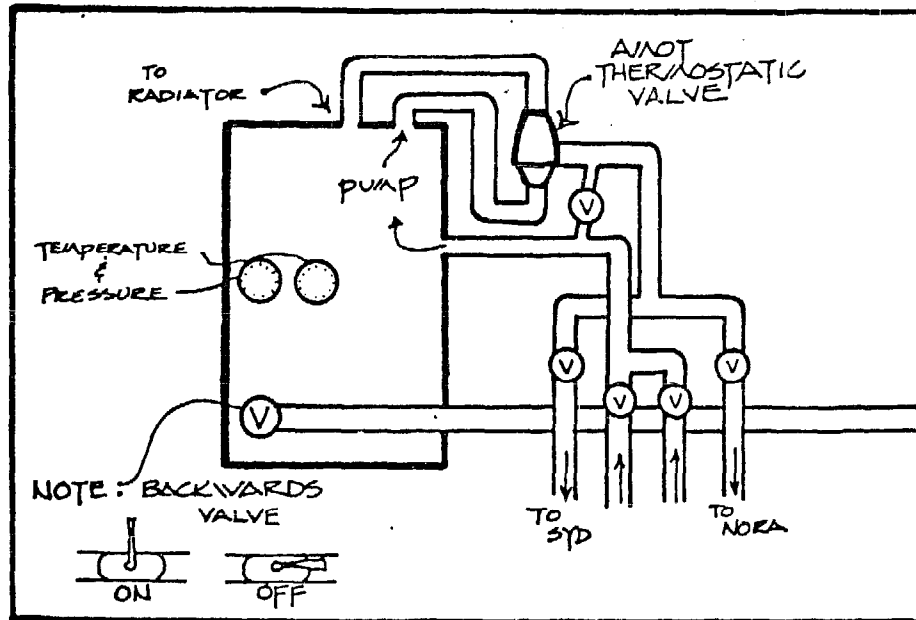 TO
RADIATOR
AMOT
THERMOSTATIC
VALVE
PUMP
V
TEMPERATURE
&
PRESSURE
V
V
V
V
V
NOTE: BACKWARDS
VALVE
TO
SYD
TO
NORA
ON
OFF